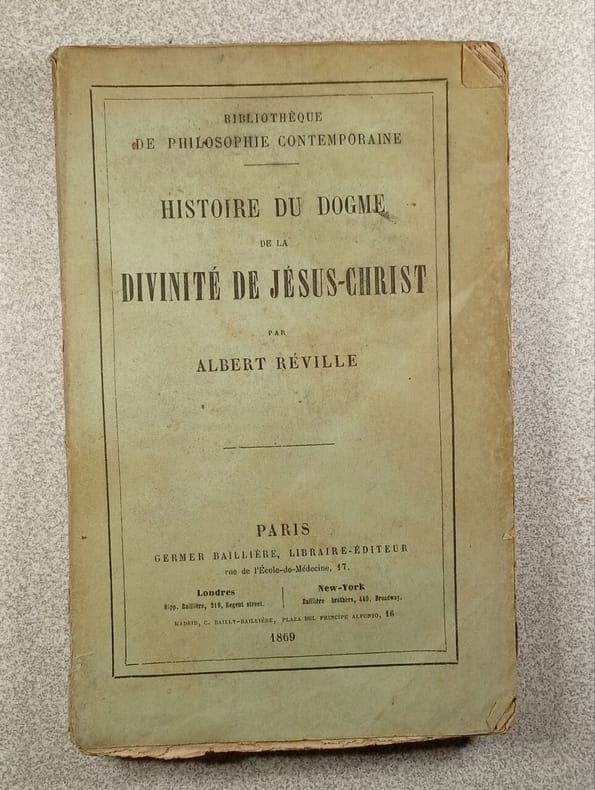 BIBLIOTHÈQUE
DE PHILOSOPHIE CONTEMPORAINE
HISTOIRE DU DOGME
DE LA
DIVINITÉ DE JÉSUS-CHRIST
PAR
ALBERT RÉVILLE
PARIS
GERMER BAILLIÈRE, LIBRAIRE-ÉDITEUR
rue de l'École-de-Médecine, 17.
Londres
Hipp. Baillière, 219, Regent street.
New-York
Baillière brothers, 440, Broadway.
MADRID, C. BAILLY-BAILLIÈRE, PLAZA DEL PRINCIPE ALFONSO, 16
1869